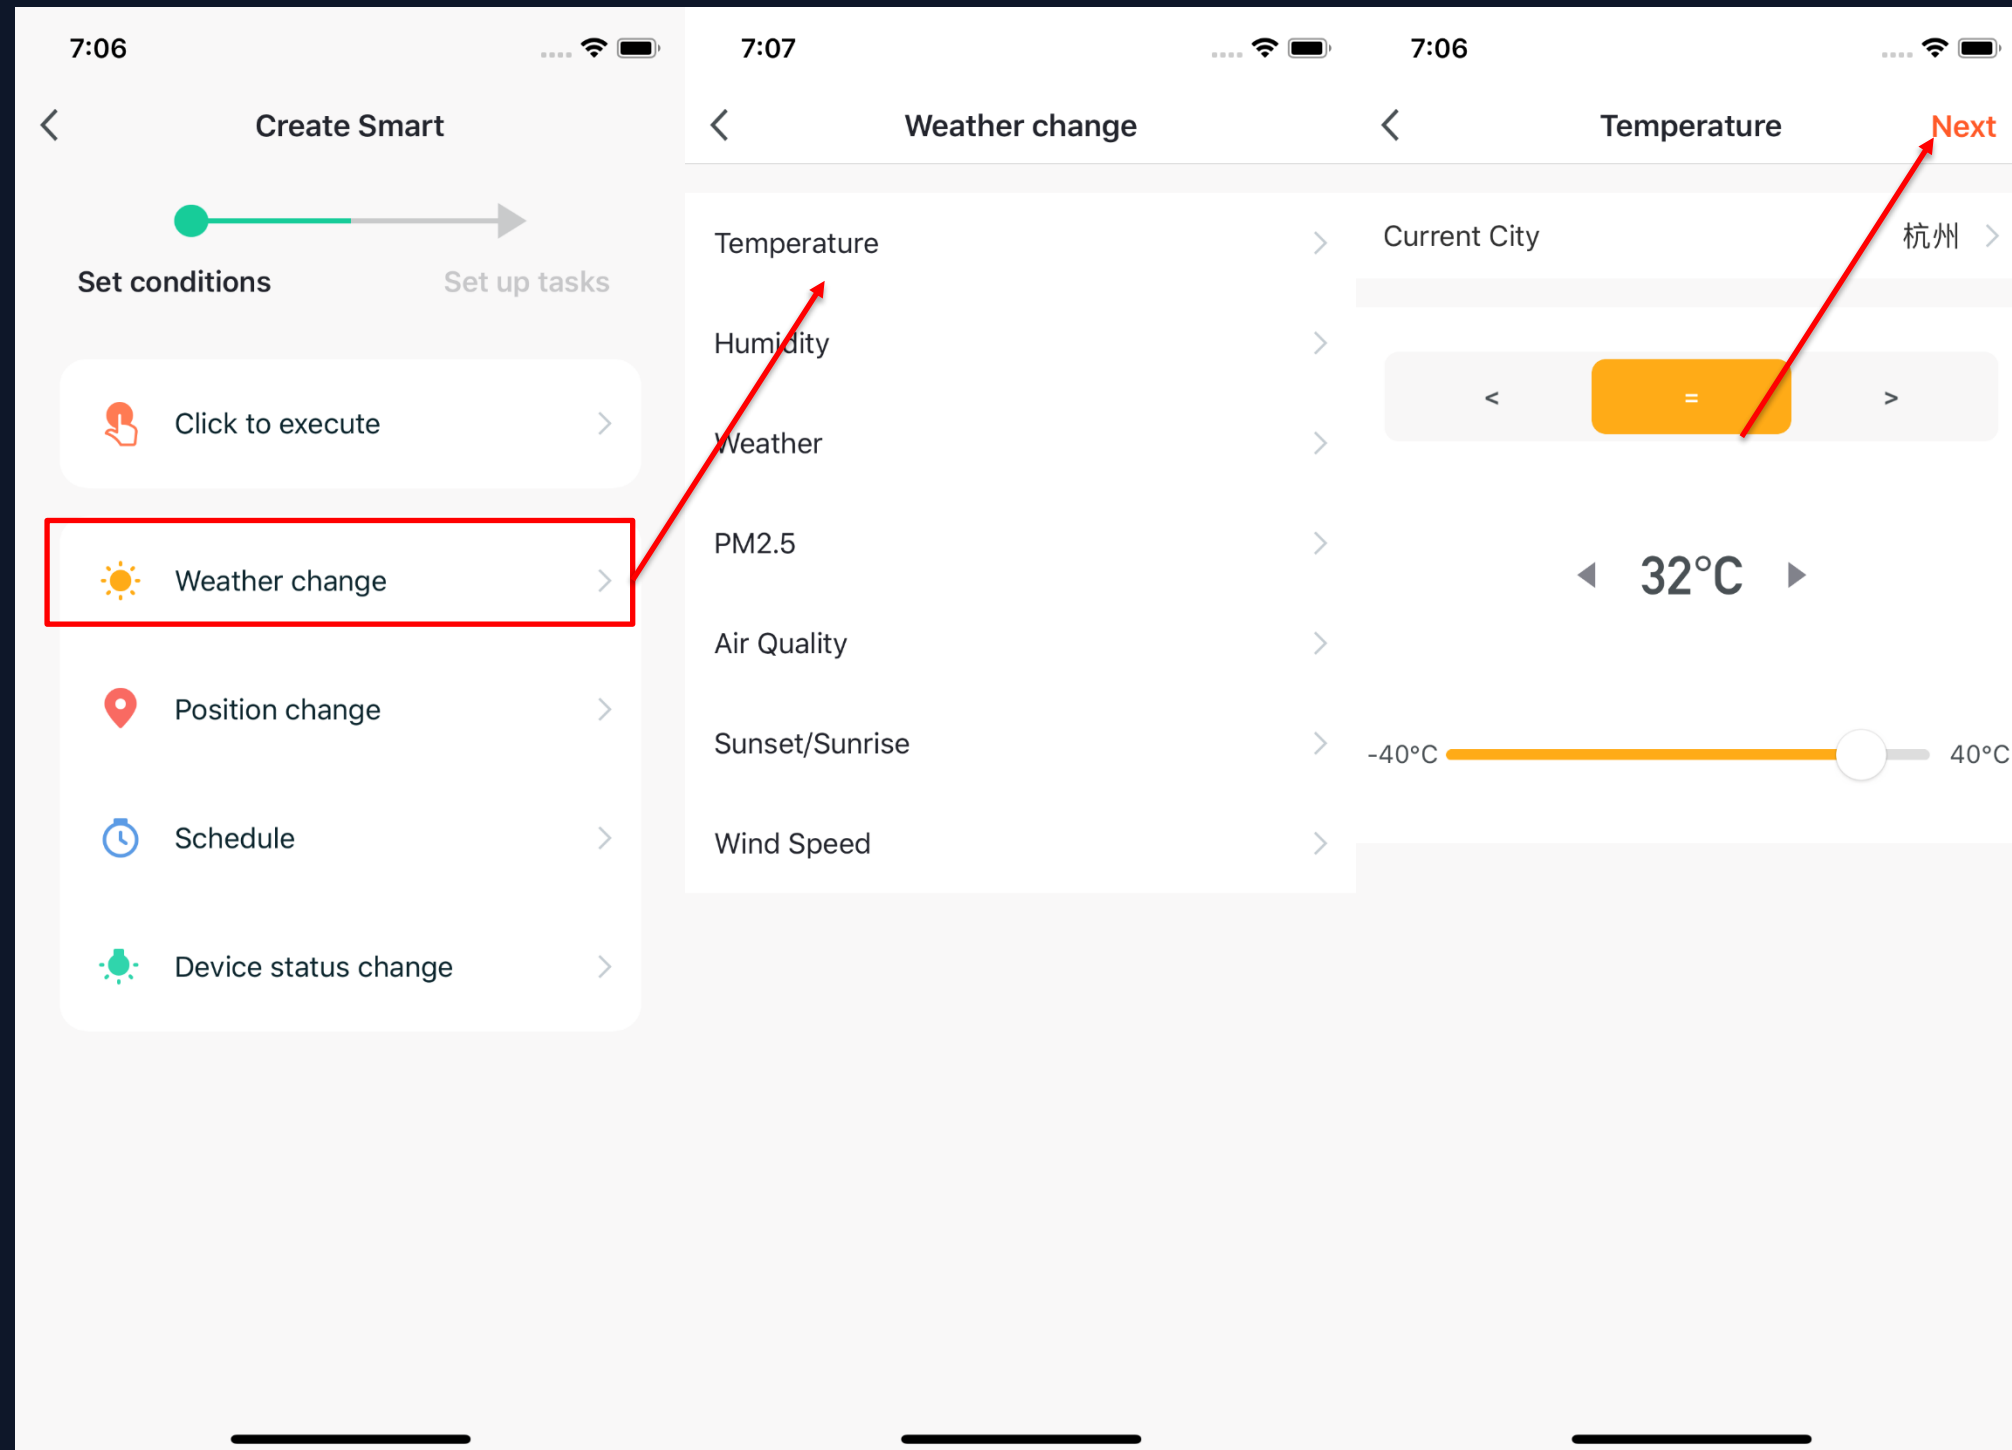 7:06
Create Smart
Set conditions
Set up tasks
Click to execute
Weather change
Position change
Schedule
Device status change
7:07
Weather change
Temperature
Humidity
Weather
PM2.5
Air Quality
Sunset/Sunrise
Wind Speed
7:06
Temperature
Next
Current City 杭州
< = >
32°C
-40°C 40°C